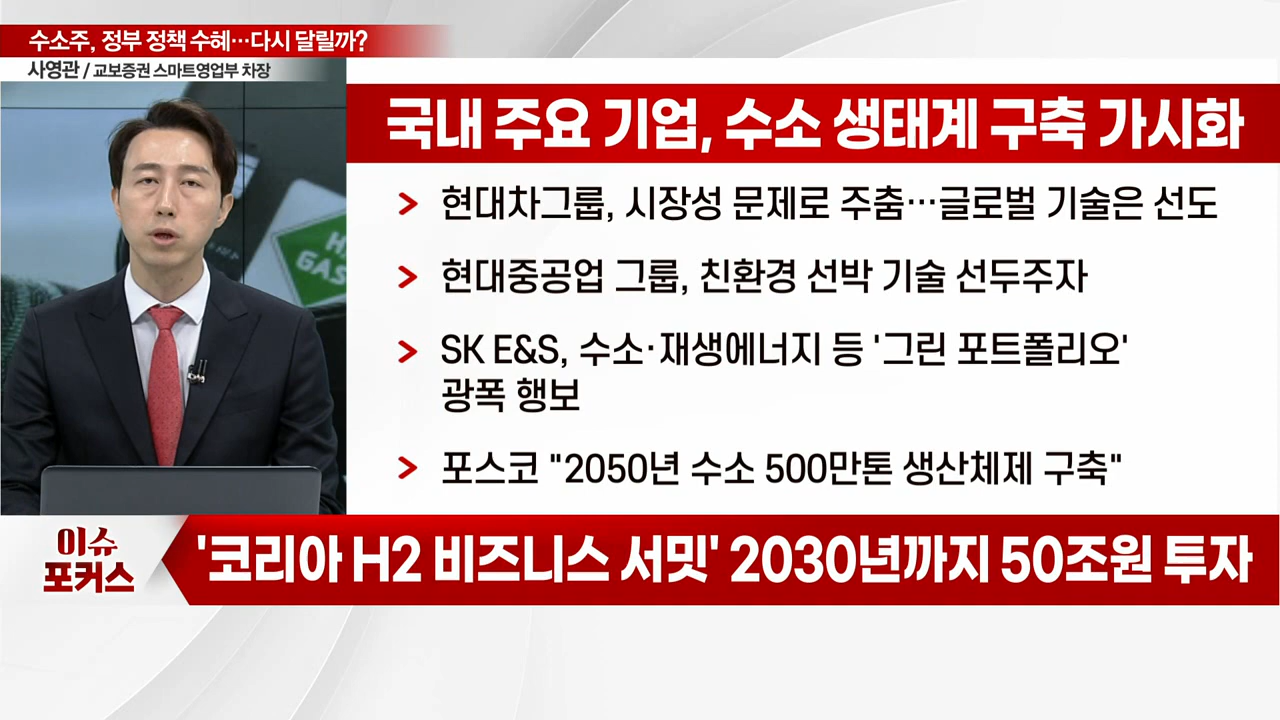 수소주, 정부 정책 수혜…다시 달릴까?
사영관 / 교보증권 스마트영업부 차장
국내 주요 기업, 수소 생태계 구축 가시화
> 현대차그룹, 시장성 문제로 주춤…글로벌 기술은 선도
> 현대중공업 그룹, 친환경 선박 기술 선두주자
> SK E&S, 수소·재생에너지 등 '그린 포트폴리오'
광폭 행보
> 포스코 "2050년 수소 500만톤 생산체제 구축"
이슈
포커스
'코리아 H2 비즈니스 서밋' 2030년까지 50조원 투자